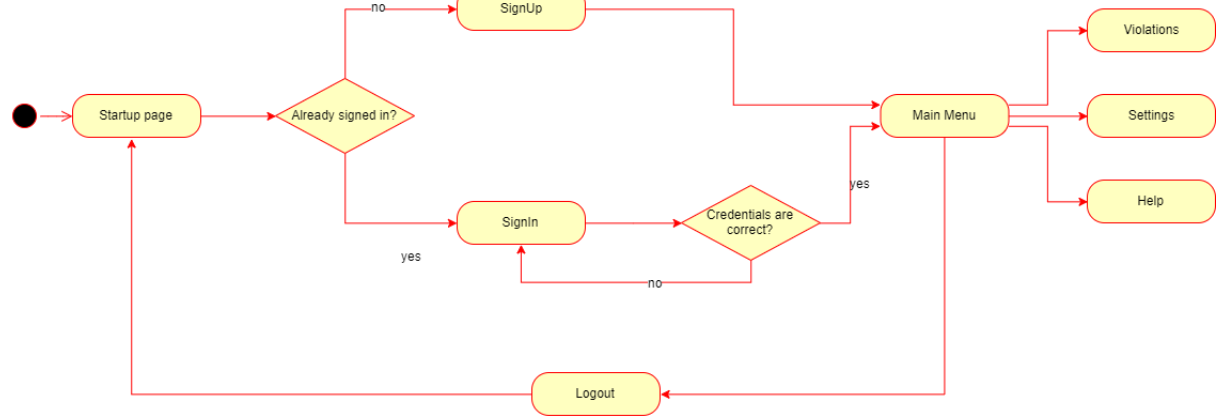 no
SignUp
Violations
Startup page
Already signed in?
Main Menu
Settings
yes
SignIn
Credentials are
correct?
Help
yes
no
Logout